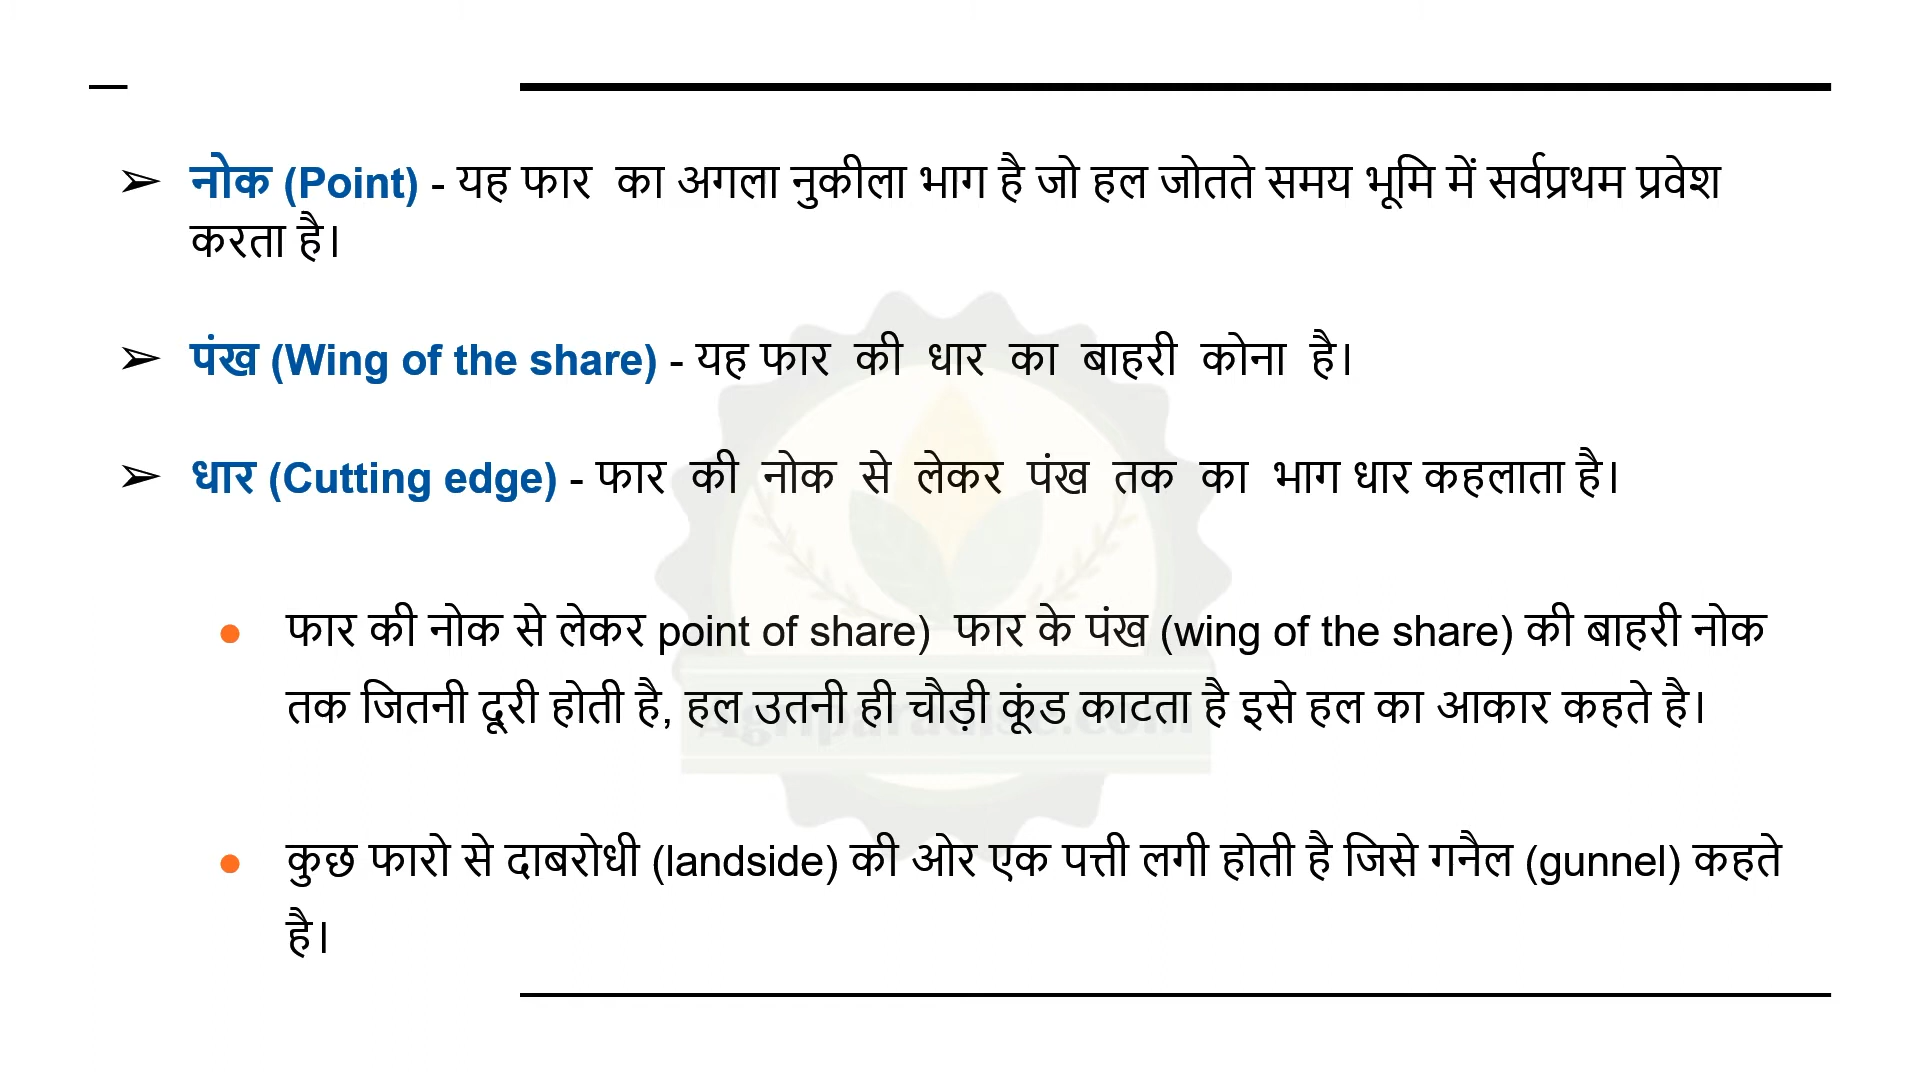 ➢ नोक (Point) - यह फार का अगला नुकीला भाग है जो हल जोतते समय भूमि में सर्वप्रथम प्रवेश
करता है।
➢ पंख (Wing of the share) - यह फार की धार का बाहरी कोना है।
➢ धार (Cutting edge) - फार की नोक से लेकर पंख तक का भाग धार कहलाता है।
● फार की नोक से लेकर point of share) फार के पंख (wing of the share) की बाहरी नोक
तक जितनी दूरी होती है, हल उतनी ही चौड़ी कूंड काटता है इसे हल का आकार कहते है।
Agriparadise.com
● कुछ फारो से दाबरोधी (landside) की ओर एक पत्ती लगी होती है जिसे गनैल (gunnel) कहते
है।